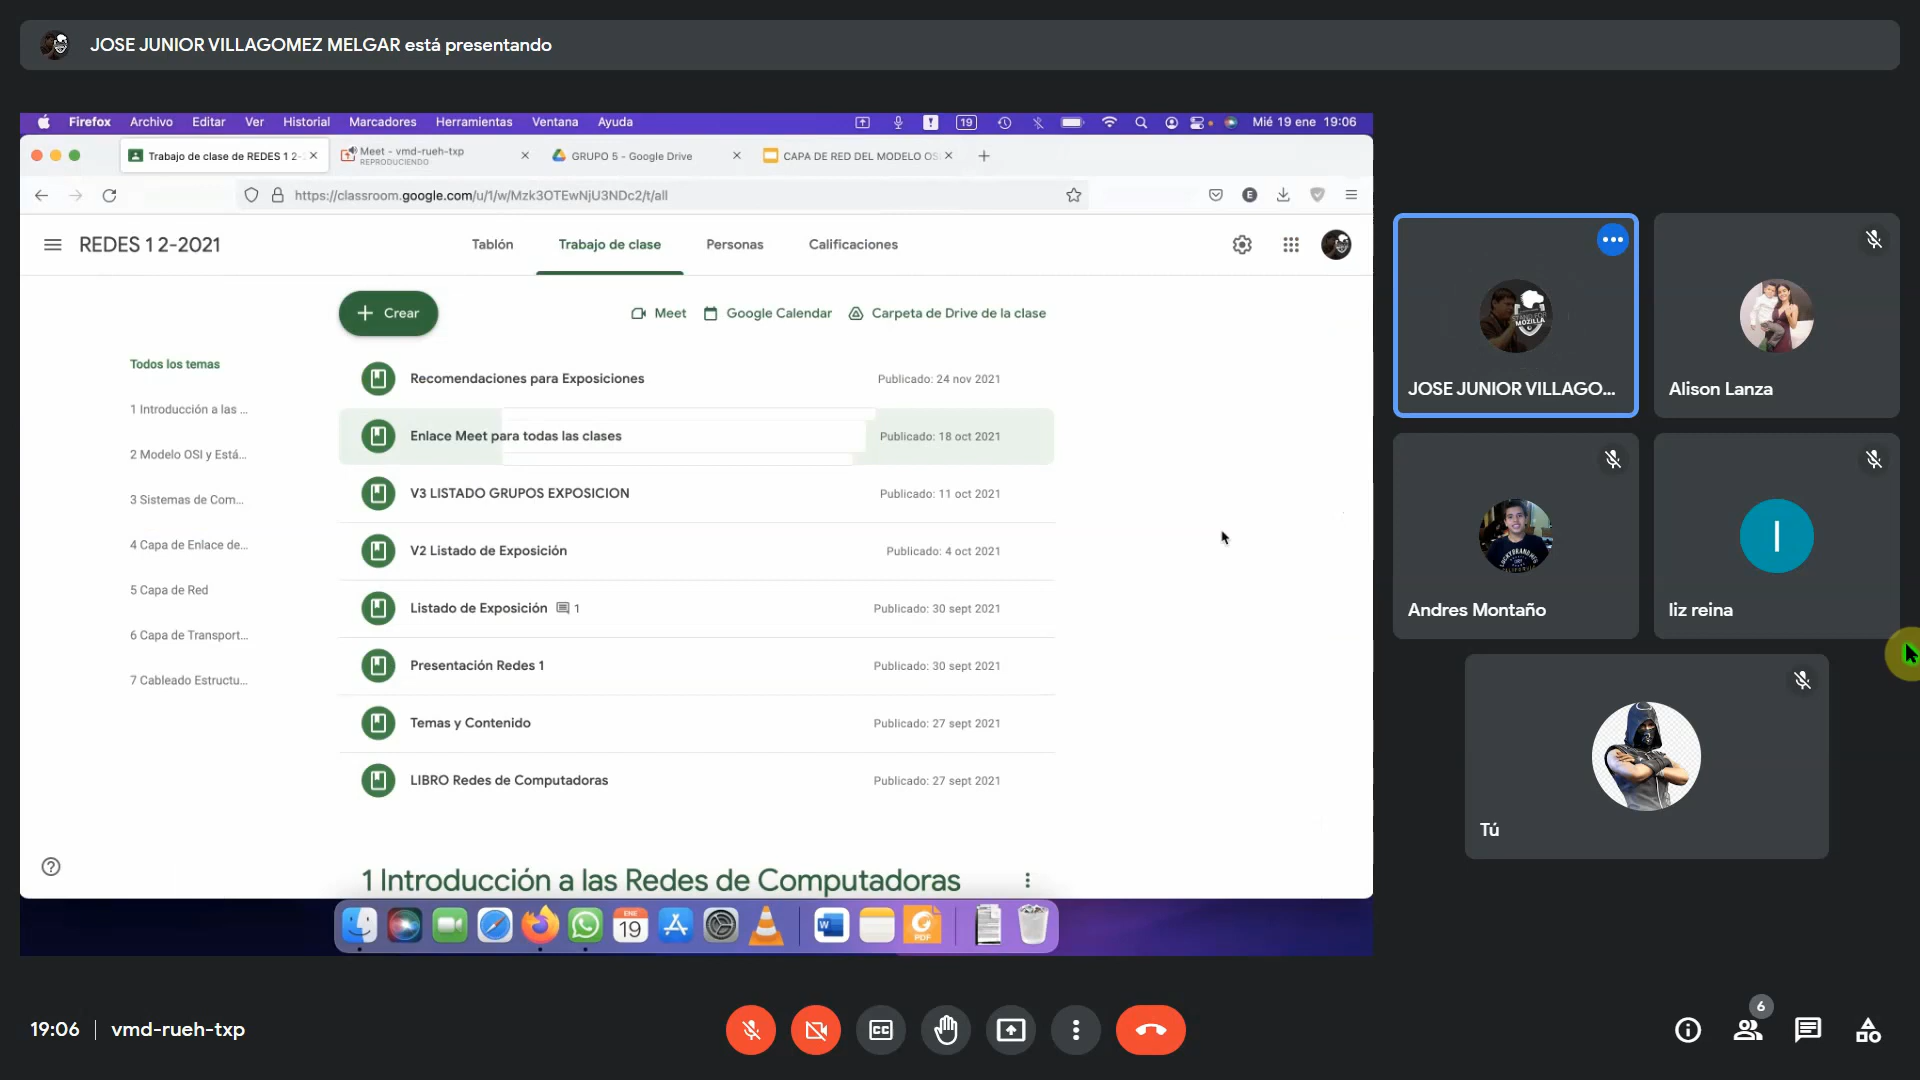 JOSE JUNIOR VILLAGOMEZ MELGAR está presentando
Firefox Archivo Editar Ver Historial Marcadores Herramientas Ventana Ayuda 19 Mié 19 ene 19:06
Trabajo de clase de REDES 1 2- Meet - vmd-rueh-txp GRUPO 5 - Google Drive CAPA DE RED DEL MODELO OS
REPRODUCIENDO
https://classroom.google.com/u/1/w/Mzk3OTEwNjU3NDc2/t/all E
REDES 1 2-2021 Tablón Trabajo de clase Personas Calificaciones
Crear Meet Google Calendar Carpeta de Drive de la clase
Todos los temas
1 Introducción a las ...
2 Modelo OSI y Está...
3 Sistemas de Com...
4 Capa de Enlace de...
5 Capa de Red
6 Capa de Transport...
7 Cableado Estructu...
Recomendaciones para Exposiciones Publicado: 24 nov 2021
Enlace Meet para todas las clases Publicado: 18 oct 2021
V3 LISTADO GRUPOS EXPOSICION Publicado: 11 oct 2021
V2 Listado de Exposición Publicado: 4 oct 2021
Listado de Exposición 1 Publicado: 30 sept 2021
Presentación Redes 1 Publicado: 30 sept 2021
Temas y Contenido Publicado: 27 sept 2021
LIBRO Redes de Computadoras Publicado: 27 sept 2021
1 Introducción a las Redes de Computadoras
ENE
19
W
PDF
STAND FOR
MOZILLA
JOSE JUNIOR VILLAGO...
Alison Lanza
Andres Montaño
l
liz reina
Tú
19:06 vmd-rueh-txp
CC
6